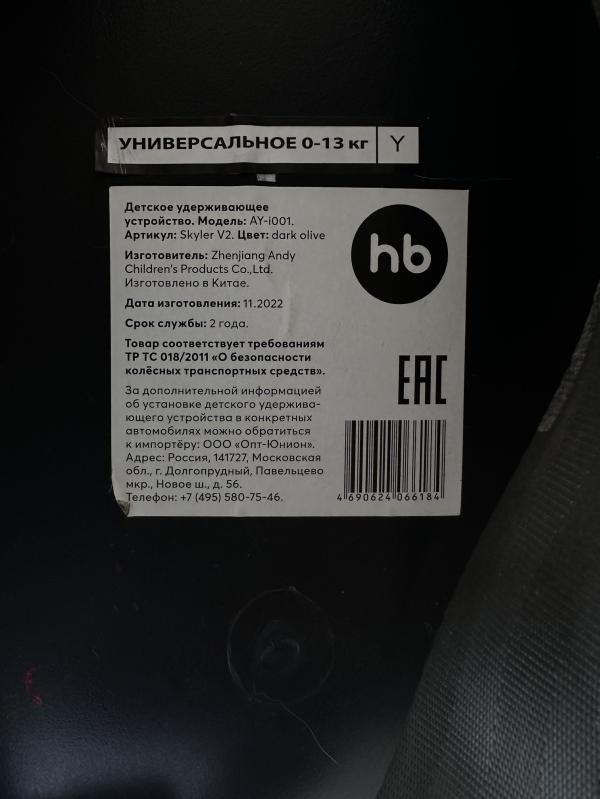 УНИВЕРСАЛЬНОЕ 0-13 кг Y
Детское удерживающее
устройство. Модель: AY-i001.
Артикул: Skyler V2. Цвет: dark olive
Изготовитель: Zhenjiang Andy
Children's Products Co.,Ltd.
Изготовлено в Китае.
Дата изготовления: 11.2022
Срок службы: 2 года.
Товар соответствует требованиям
ТР ТС 018/2011 «О безопасности
колёсных транспортных средств».
За дополнительной информацией
об установке детского удержива-
ющего устройства в конкретных
автомобилях можно обратиться
к импортёру: ООО «Опт-Юнион».
Адрес: Россия, 141727, Московская
обл., г. Долгопрудный, Павельцево
мкр., Новое ш., д. 56.
Телефон: +7 (495) 580-75-46.
hb
EAC
4 690624 066184